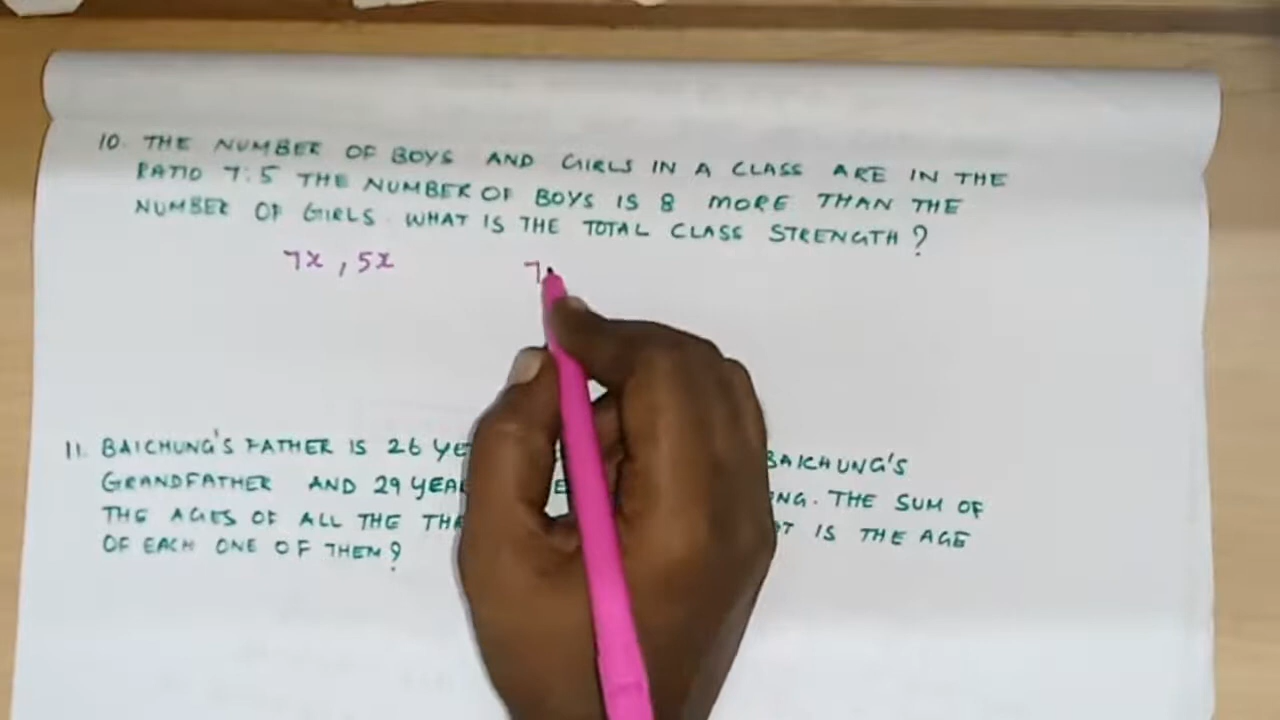 10. THE NUMBER OF BOYS AND GIRLS IN A CLASS ARE IN THE
RATIO 7:5 THE NUMBER OF BOYS IS 8 MORE THAN THE
NUMBER OF GIRLS. WHAT IS THE TOTAL CLASS STRENGTH?
7x, 5x 7
11. BAICHUNG'S FATHER IS 26 BAICHUNG'S
GRANDFATHER AND 29 THE SUM OF
THE AGES OF ALL THE IS THE AGE
OF EACH ONE OF THEM?